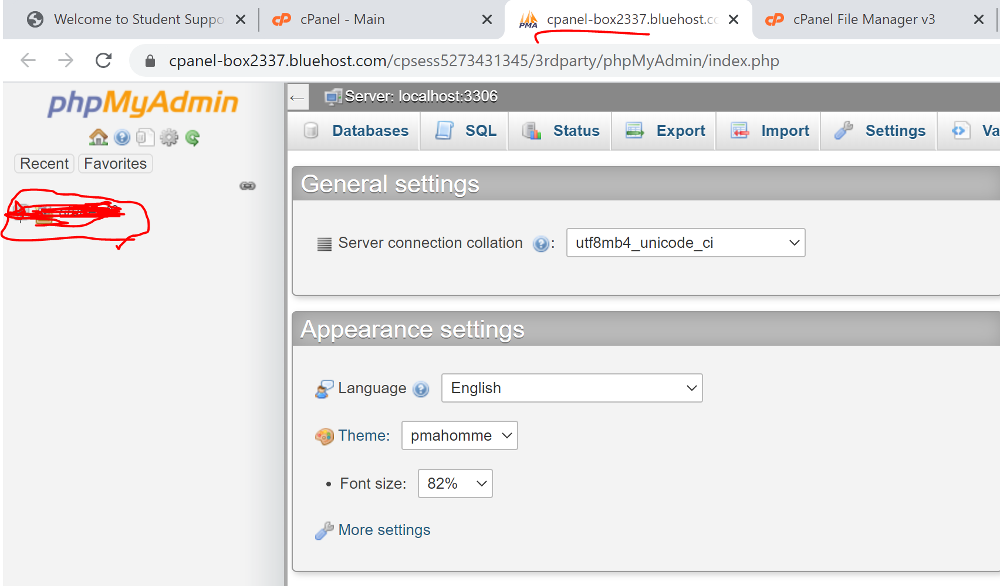 Welcome to Student Suppo
cPanel - Main
cpanel-box2337.bluehost.co
cPanel File Manager v3
cpanel-box2337.bluehost.com/cpsess5273431345/3rdparty/phpMyAdmin/index.php
phpMyAdmin
Recent Favorites
← Server: localhost:3306
Databases SQL Status Export Import Settings Va
General settings
Server connection collation : utf8mb4_unicode_ci
Appearance settings
Language English
Theme: pmahomme
• Font size: 82%
More settings